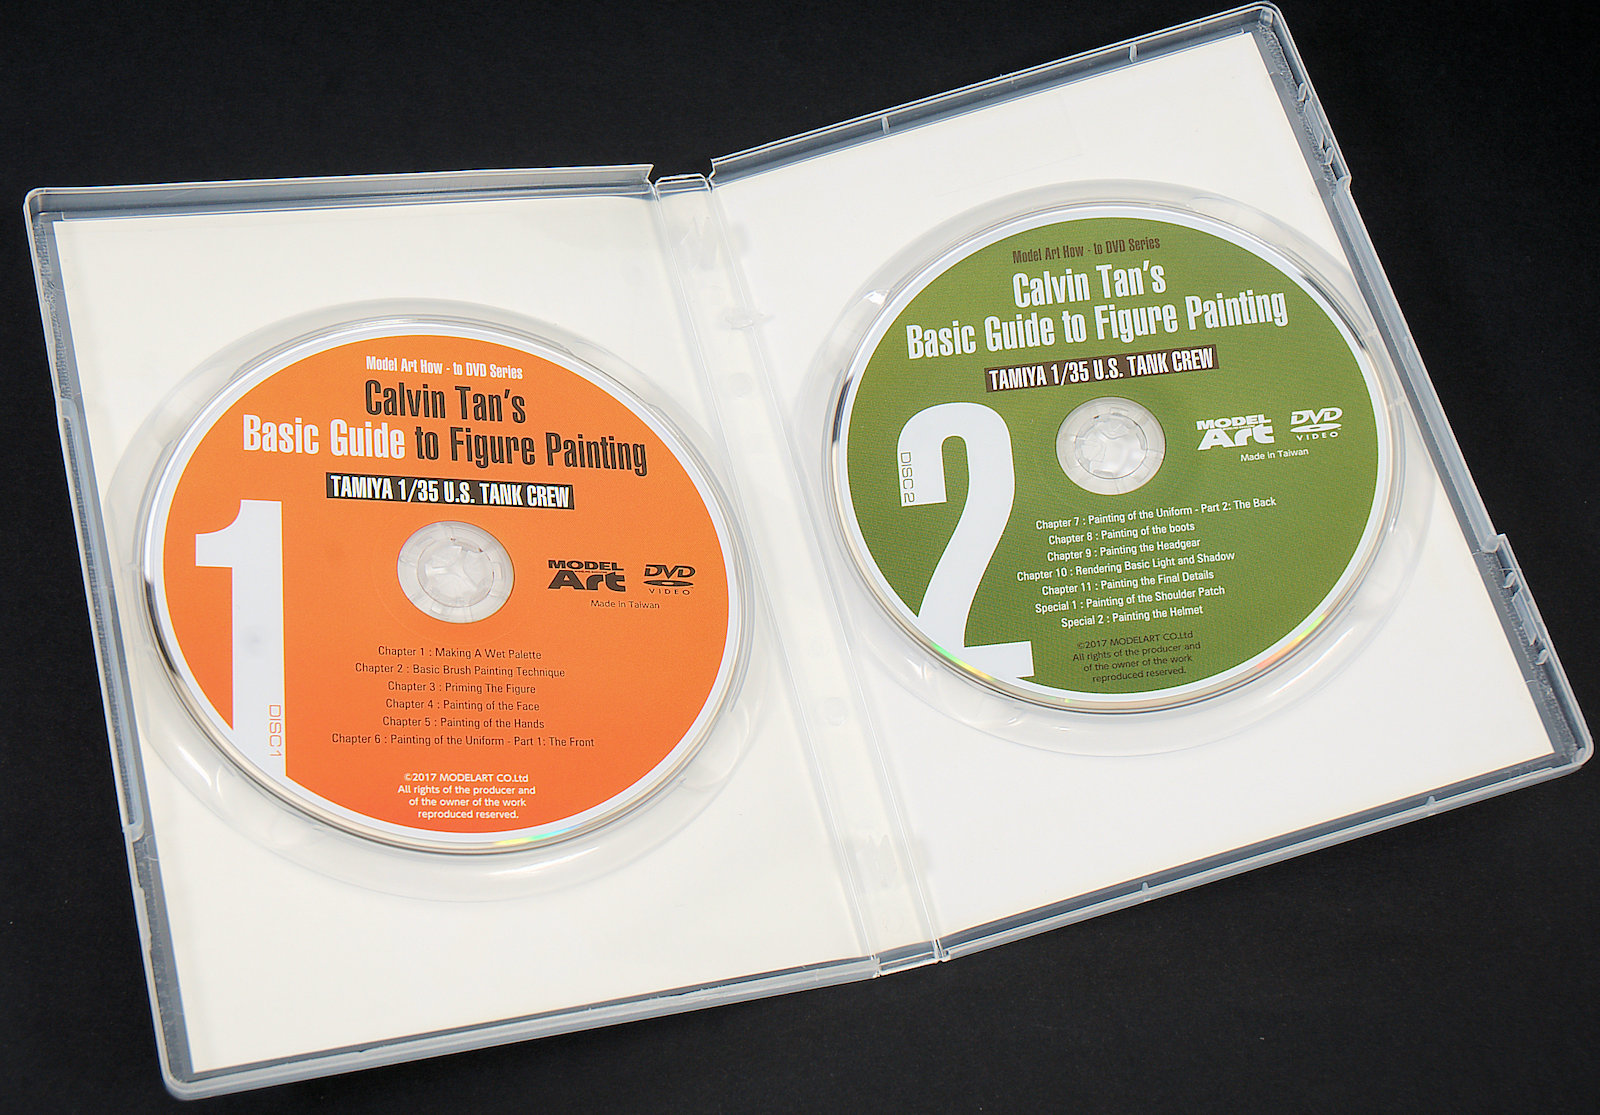 Model Art How - to DVD Series
Calvin Tan's
Basic Guide to Figure Painting
TAMIYA 1/35 U.S. TANK CREW
1
DISC 1
MODEL
Art
DVD
VIDEO
Made in Taiwan
Chapter 1 : Making A Wet Palette
Chapter 2 : Basic Brush Painting Technique
Chapter 3 : Priming The Figure
Chapter 4 : Painting of the Face
Chapter 5 : Painting of the Hands
Chapter 6 : Painting of the Uniform - Part 1: The Front
©2017 MODELART CO.Ltd
All rights of the producer and
of the owner of the work
reproduced reserved.
Model Art How - to DVD Series
Calvin Tan's
Basic Guide to Figure Painting
TAMIYA 1/35 U.S. TANK CREW
2
DISC 2
MODEL
Art
DVD
VIDEO
Made in Taiwan
Chapter 7 : Painting of the Uniform - Part 2: The Back
Chapter 8 : Painting of the boots
Chapter 9 : Painting the Headgear
Chapter 10 : Rendering Basic Light and Shadow
Chapter 11 : Painting the Final Details
Special 1 : Painting of the Shoulder Patch
Special 2 : Painting the Helmet
©2017 MODELART CO.Ltd
All rights of the producer and
of the owner of the work
reproduced reserved.